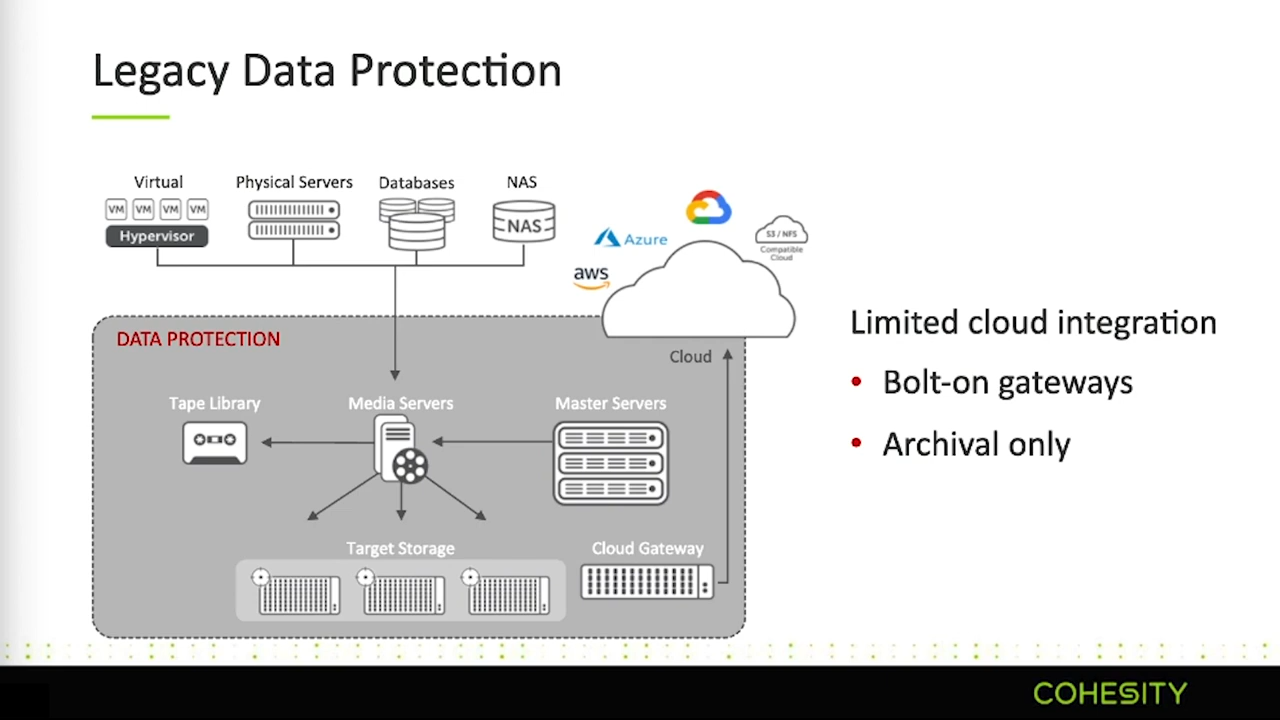 Legacy Data Protection
Virtual
Physical Servers
Databases
NAS
VM VM VM VM
Hypervisor
NAS
Azure
aws
S3 / NFS
Compatible
Cloud
DATA PROTECTION
Cloud
Tape Library
Media Servers
Master Servers
Target Storage
Cloud Gateway
Limited cloud integration
• Bolt-on gateways
• Archival only
COHESITY